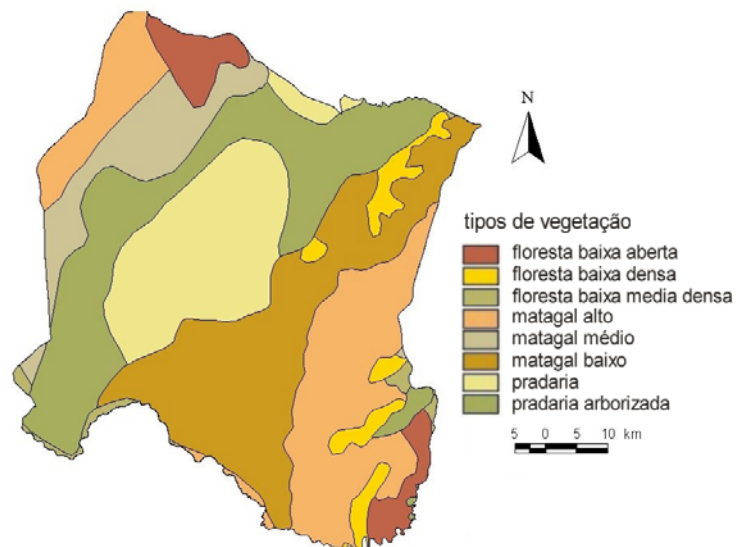 N
tipos de vegetação
floresta baixa aberta
floresta baixa densa
floresta baixa media densa
matagal alto
matagal médio
matagal baixo
pradaria
pradaria arborizada
5 0 5 10 km